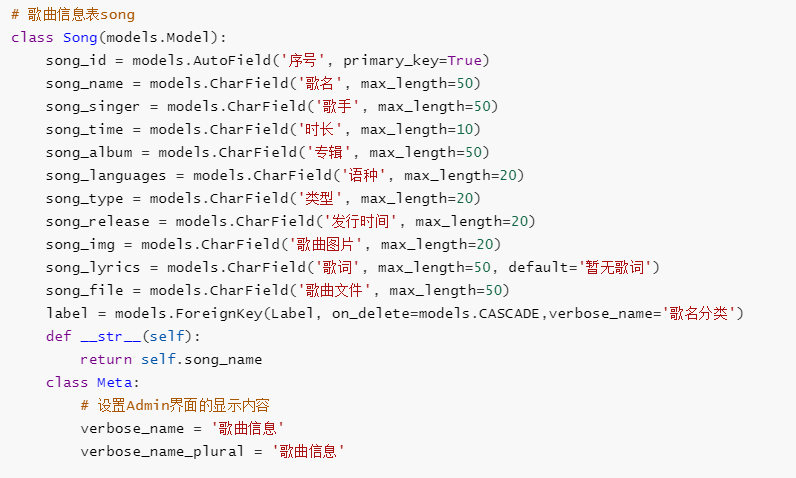 # 歌曲信息表song
class Song(models.Model):
    song_id = models.AutoField('序号', primary_key=True)
    song_name = models.CharField('歌名', max_length=50)
    song_singer = models.CharField('歌手', max_length=50)
    song_time = models.CharField('时长', max_length=10)
    song_album = models.CharField('专辑', max_length=50)
    song_languages = models.CharField('语种', max_length=20)
    song_type = models.CharField('类型', max_length=20)
    song_release = models.CharField('发行时间', max_length=20)
    song_img = models.CharField('歌曲图片', max_length=20)
    song_lyrics = models.CharField('歌词', max_length=50, default='暂无歌词')
    song_file = models.CharField('歌曲文件', max_length=50)
    label = models.ForeignKey(Label, on_delete=models.CASCADE,verbose_name='歌名分类')
    def __str__(self):
        return self.song_name
    class Meta:
        # 设置Admin界面的显示内容
        verbose_name = '歌曲信息'
        verbose_name_plural = '歌曲信息'